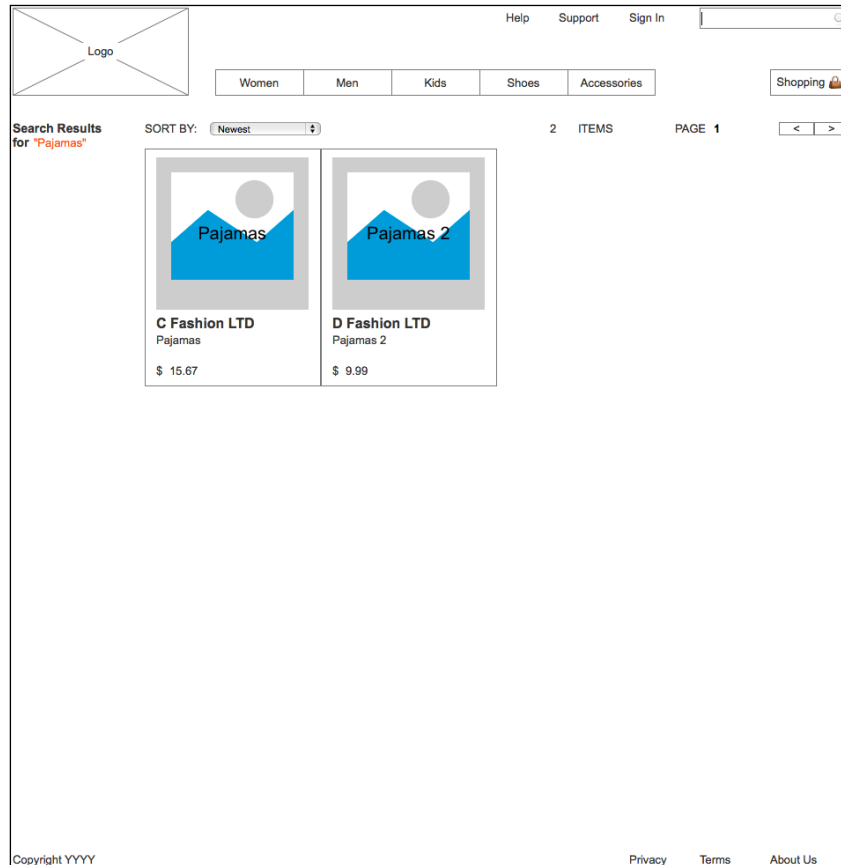 Help Support Sign In
Logo
Women Men Kids Shoes Accessories
Shopping
Search Results
for "Pajamas"
SORT BY: Newest
2 ITEMS
PAGE 1
< >
Pajamas
C Fashion LTD
Pajamas
$ 15.67
Pajamas 2
D Fashion LTD
Pajamas 2
$ 9.99
Copyright YYYY
Privacy Terms About Us